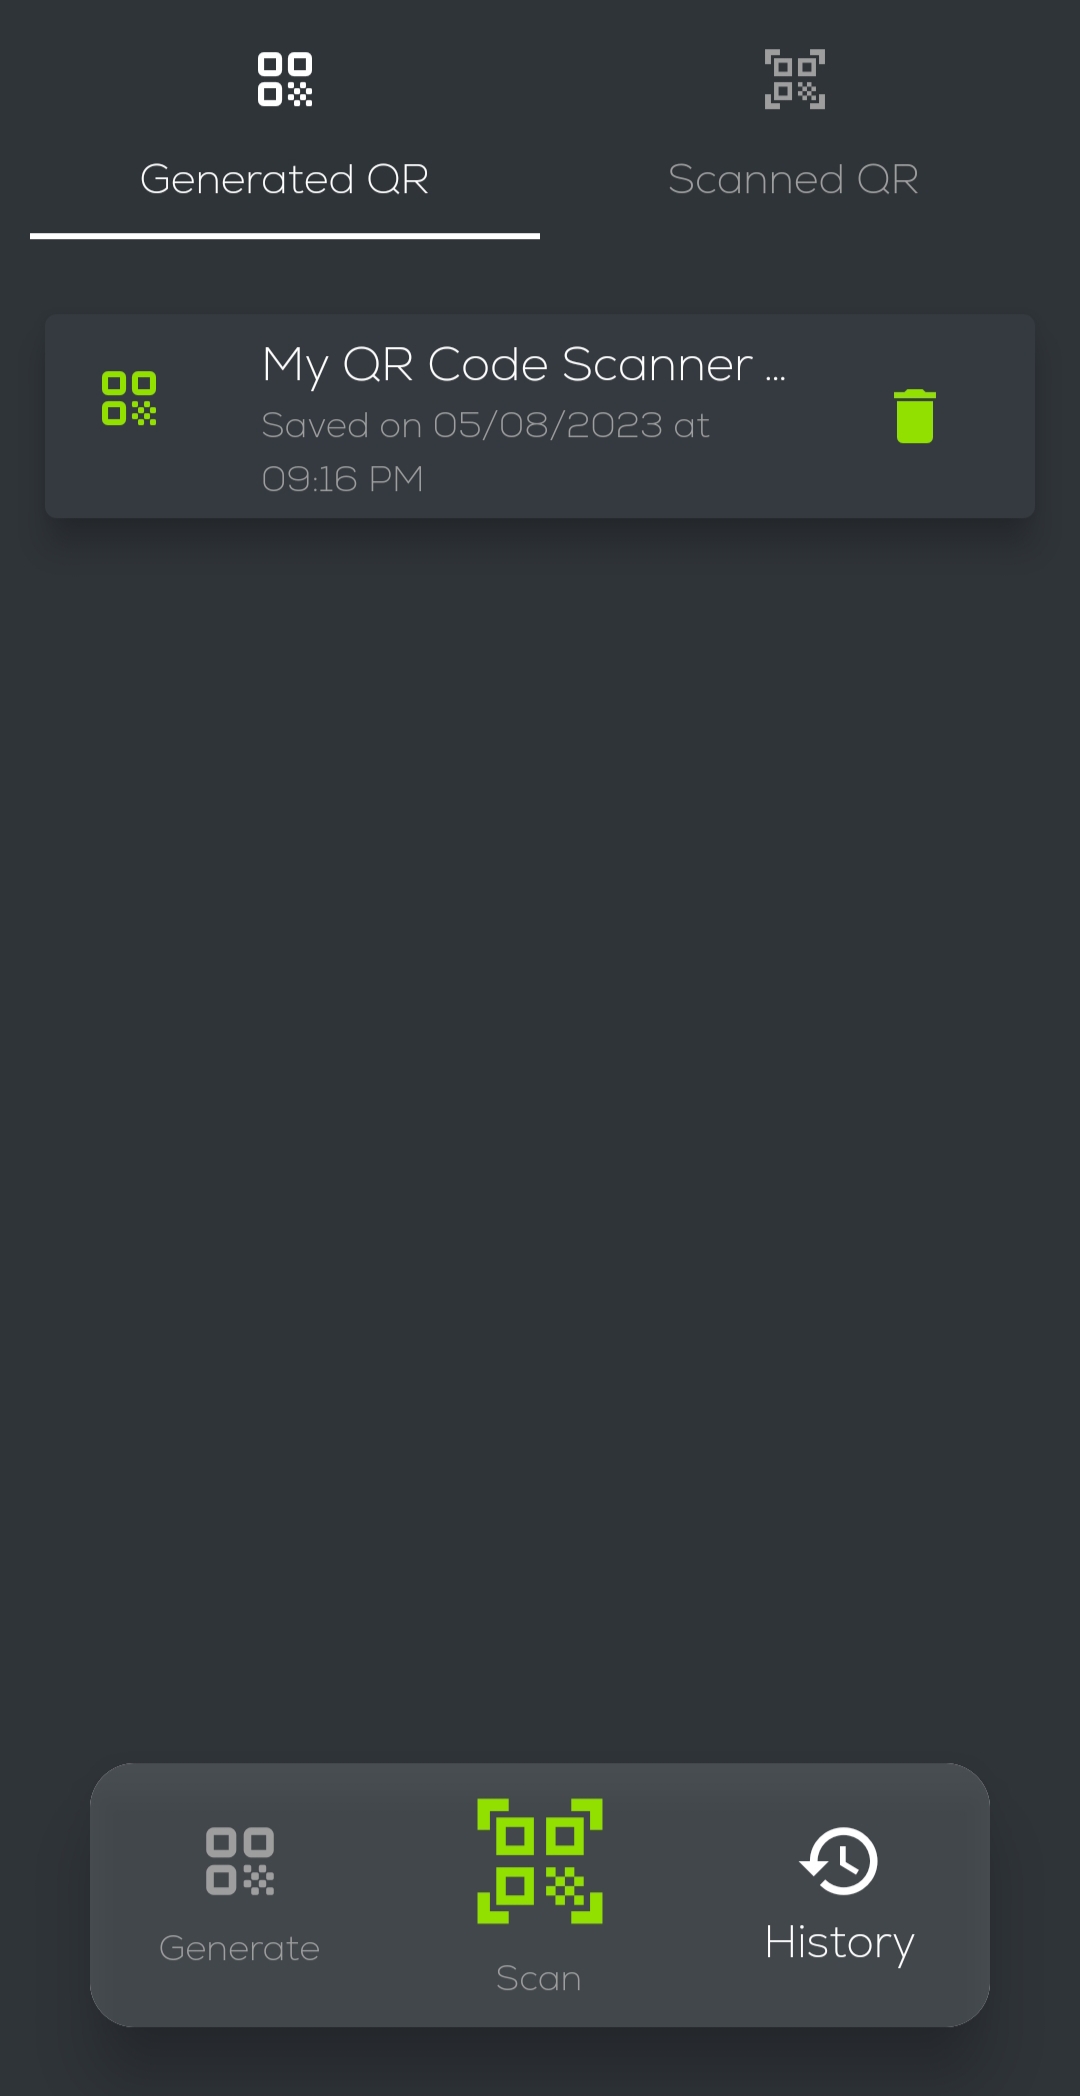 Generated QR
Scanned QR
My QR Code Scanner ...
Saved on 05/08/2023 at
09:16 PM
Generate
Scan
History